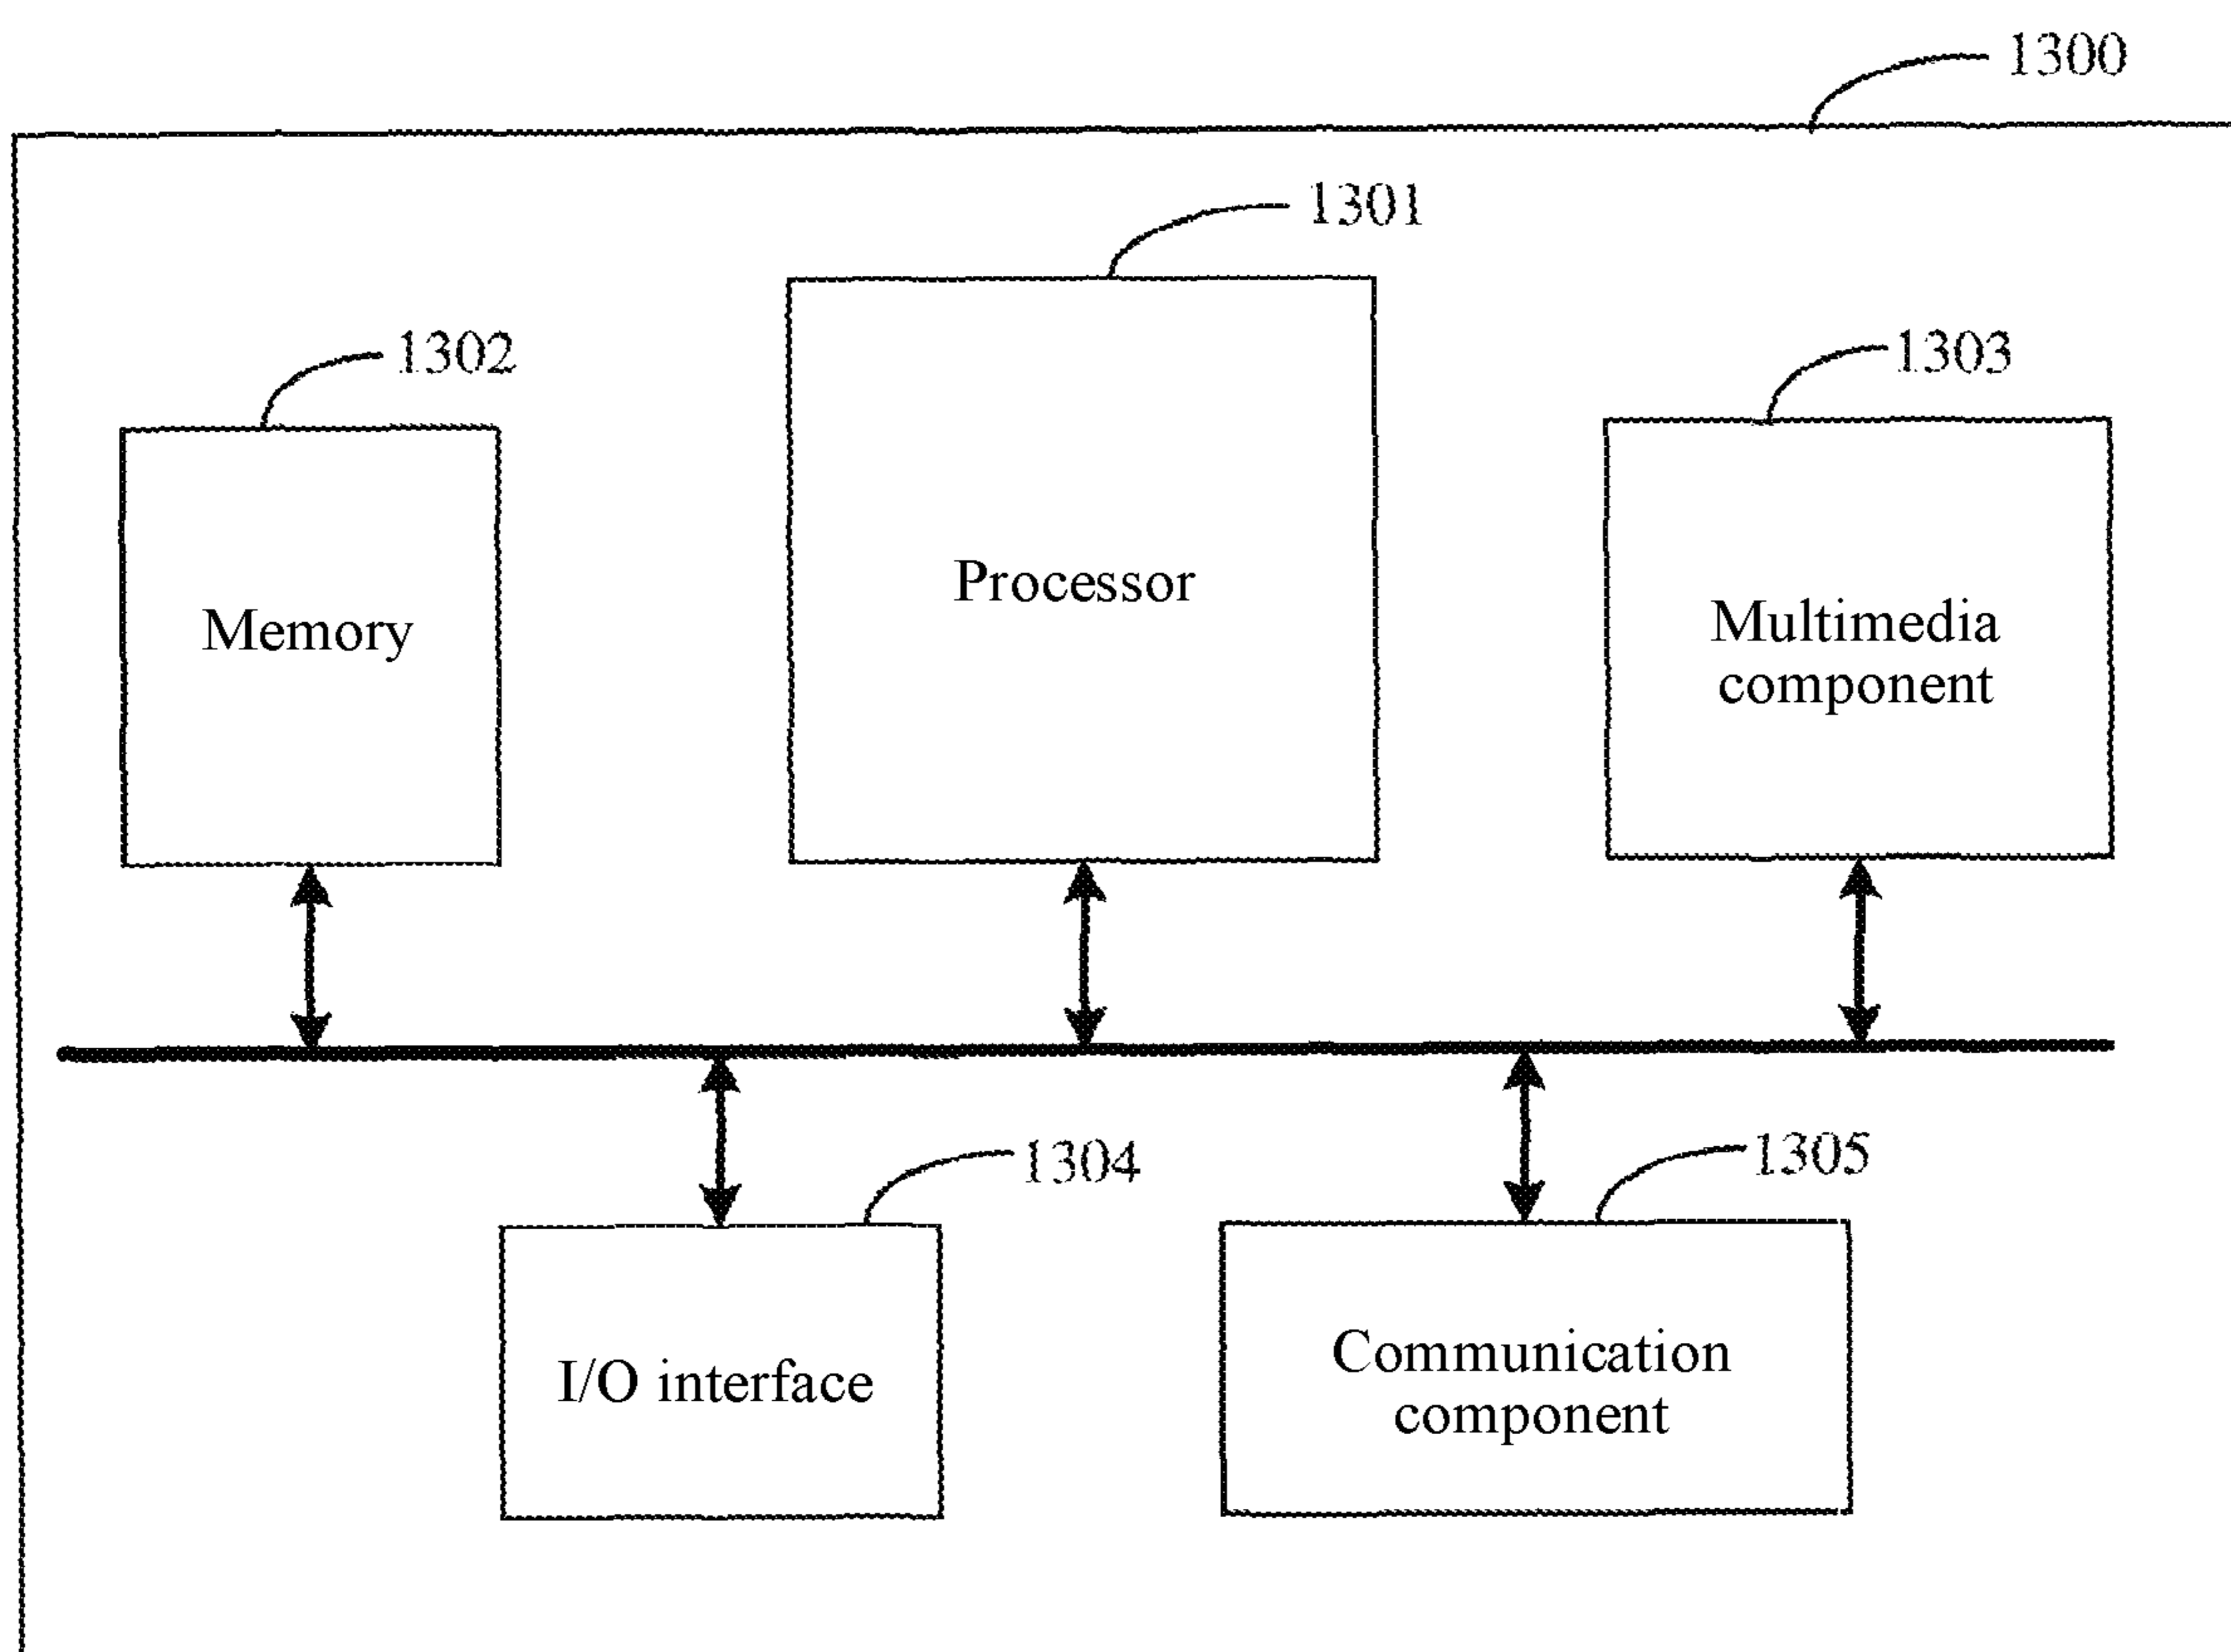 1300
1301
1302
1303
Processor
Memory
Multimedia
component
1304
1305
I/O interface
Communication
component